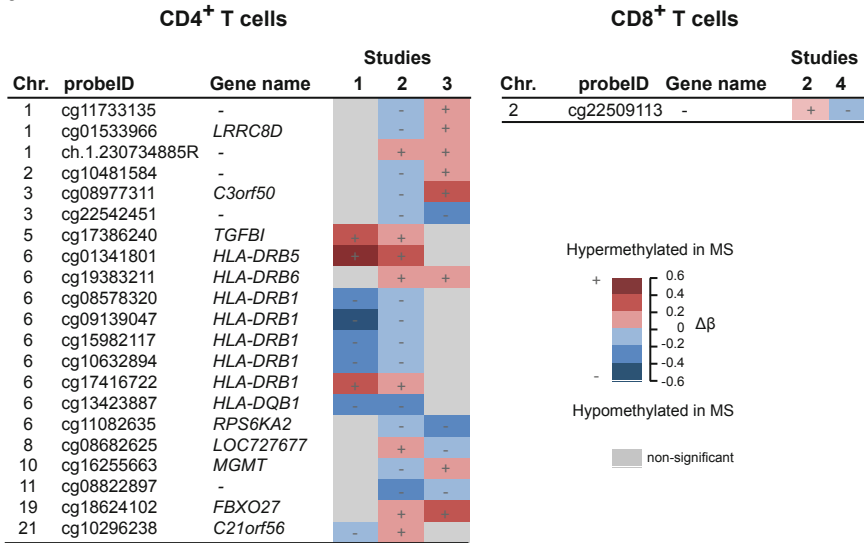 CD4+ T cells
Studies
Chr. probeID Gene name 1 2 3
1 cg11733135 - - +
1 cg01533966 LRRC8D - +
1 ch.1.230734885R - + +
2 cg10481584 - - +
3 cg08977311 C3orf50 - +
3 cg22542451 - - -
5 cg17386240 TGFBI + +
6 cg01341801 HLA-DRB5 + +
6 cg19383211 HLA-DRB6 + +
6 cg08578320 HLA-DRB1 - -
6 cg09139047 HLA-DRB1 - -
6 cg15982117 HLA-DRB1 - -
6 cg10632894 HLA-DRB1 - -
6 cg17416722 HLA-DRB1 + +
6 cg13423887 HLA-DQB1 - -
6 cg11082635 RPS6KA2 - -
8 cg08682625 LOC727677 + -
10 cg16255663 MGMT - +
11 cg08822897 - - -
19 cg18624102 FBXO27 + +
21 cg10296238 C21orf56 - +
CD8+ T cells
Studies
Chr. probeID Gene name 2 4
2 cg22509113 - + -
Hypermethylated in MS
+ 0.6
0.4
0.2
0 Δβ
-0.2
-0.4
- -0.6
Hypomethylated in MS
non-significant